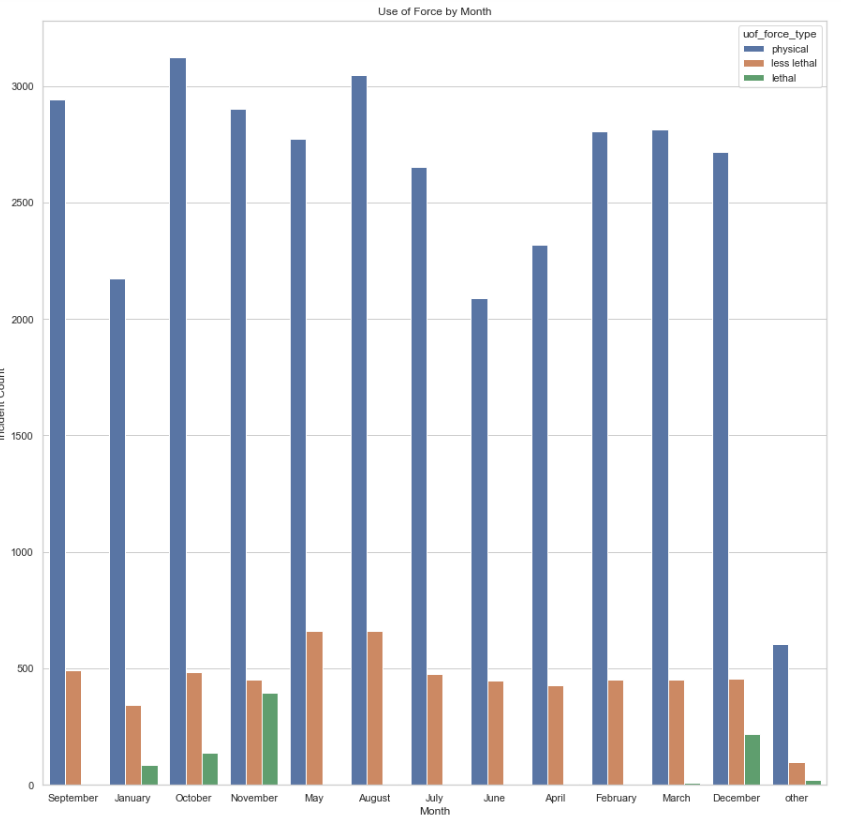 Use of Force by Month
uof_force_type
physical
less lethal
lethal
3000
2500
2000
1500
1000
500
0
Incident Count
September January October November May August July June April February March December other
Month